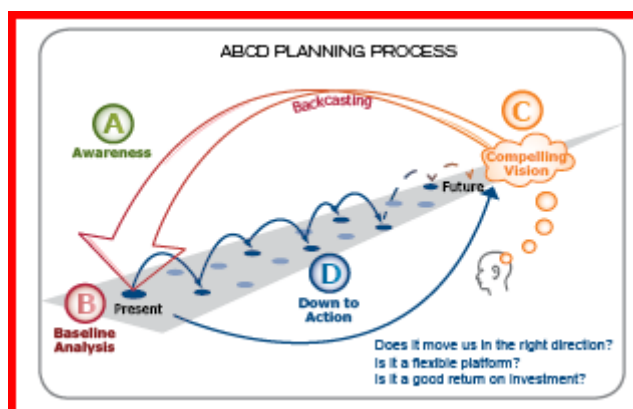 ABCD PLANNING PROCESS
Backcasting
A
Awareness
C
Compelling
Vision
Future
B
Present
Baseline
Analysis
D
Down to
Action
Does it move us in the right direction?
Is it a flexible platform?
Is it a good return on investment?